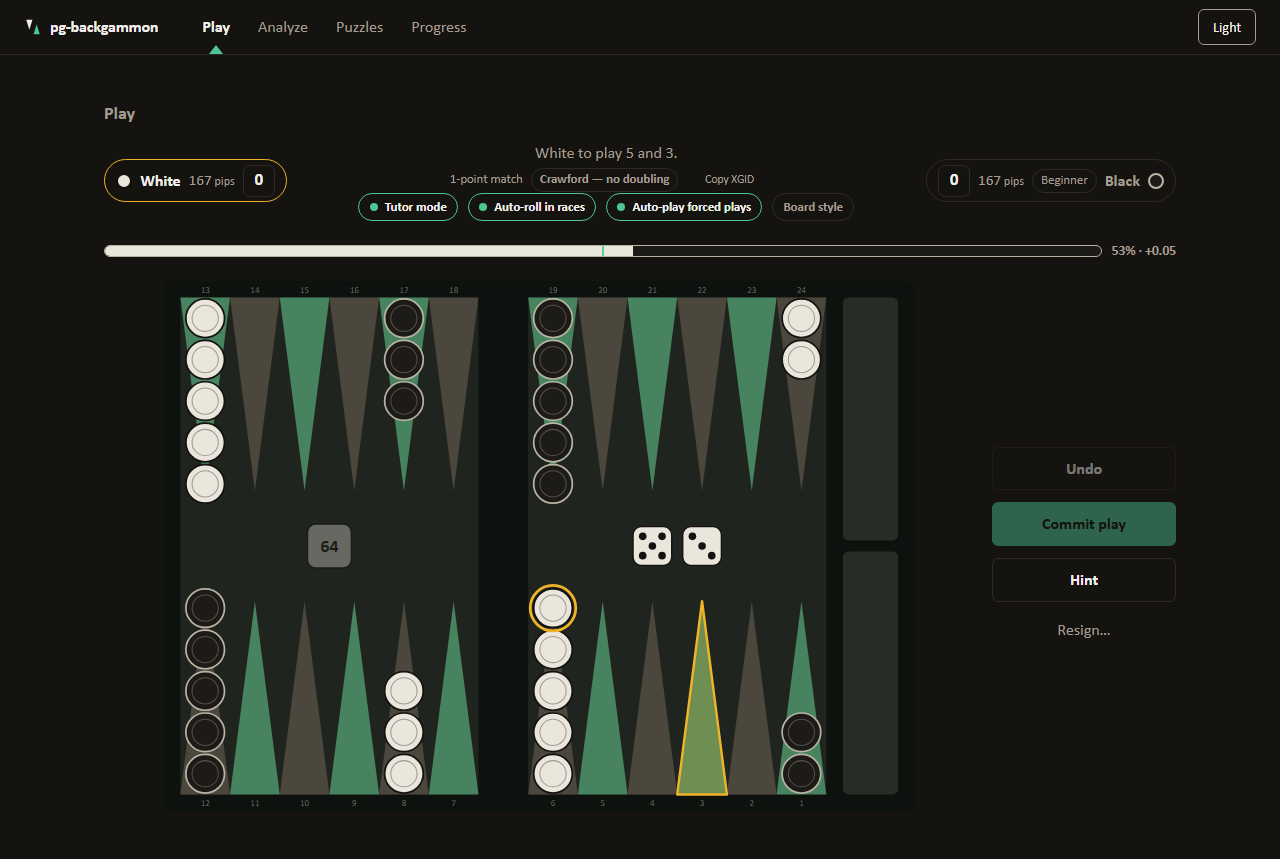 pg-backgammon Play Analyze Puzzles Progress Light
Play
White to play 5 and 3.
White 167 pips 0
1-point match Crawford — no doubling Copy XGID
0 167 pips Beginner Black
Tutor mode Auto-roll in races Auto-play forced plays Board style
53% · +0.05
13 14 15 16 17 18 19 20 21 22 23 24
Undo
64
Commit play
Hint
Resign...
12 11 10 9 8 7 6 5 4 3 2 1